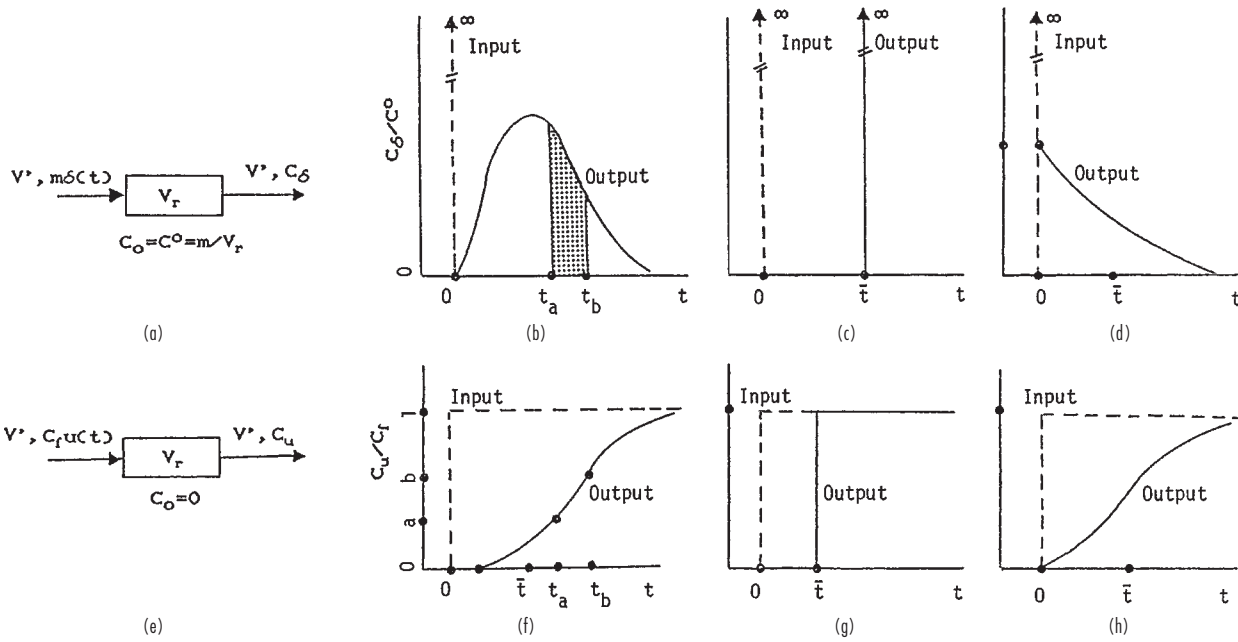 V', mδ(t)
V', C_δ
V_r
C_o=C^o=m/V_r
(a)
∞
Input
C_δ/C^o
Output
0
0
t_a
t_b
t
(b)
∞
∞
Input
Output
0
t̄
t
(c)
∞
Input
Output
0
t̄
t
(d)
V', C_f u(t)
V', C_u
V_r
C_o=0
(e)
Input
C_u/C_f
1
b
a
0
Output
0
t̄
t_a
t_b
t
(f)
Input
Output
0
t̄
t
(g)
Input
Output
0
t̄
t
(h)